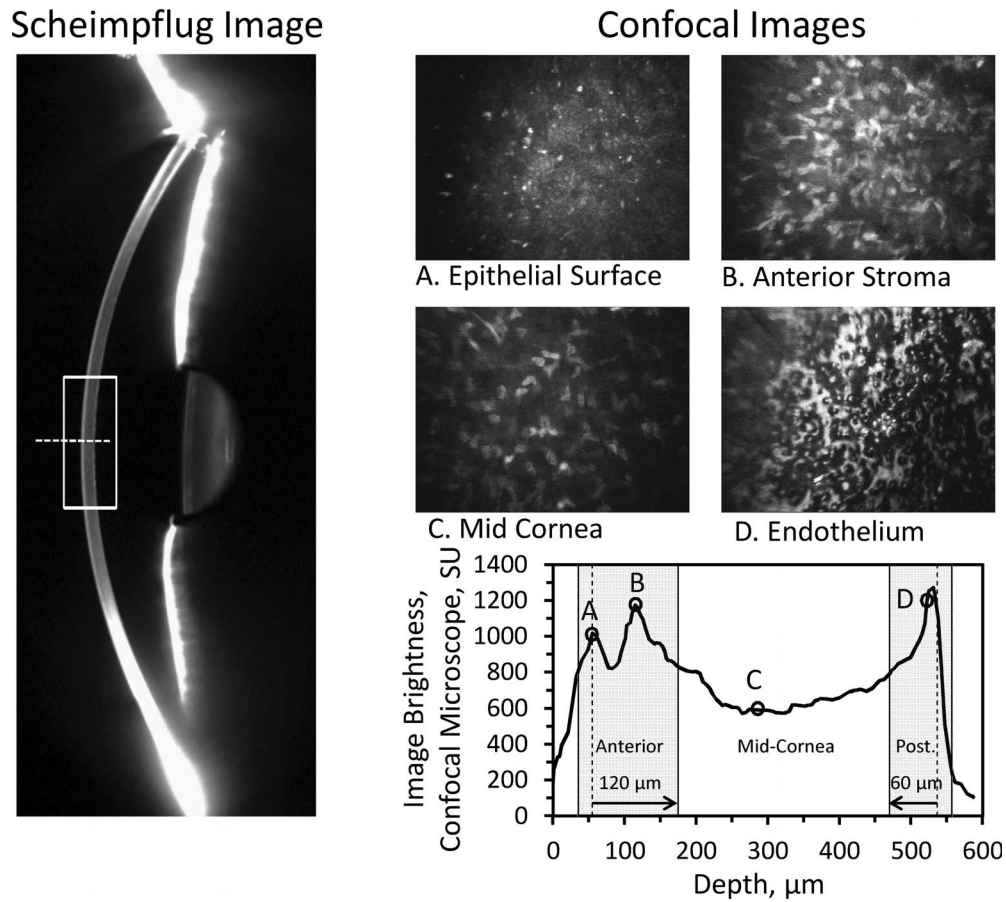 Scheimpflug Image
Confocal Images
A. Epithelial Surface
B. Anterior Stroma
C. Mid Cornea
D. Endothelium
Image Brightness,
Confocal Microscope, SU
1400
1200
1000
800
600
400
200
0
A
B
C
D
Anterior
120 µm
Mid-Cornea
Post.
60 µm
0
100
200
300
400
500
600
Depth, µm